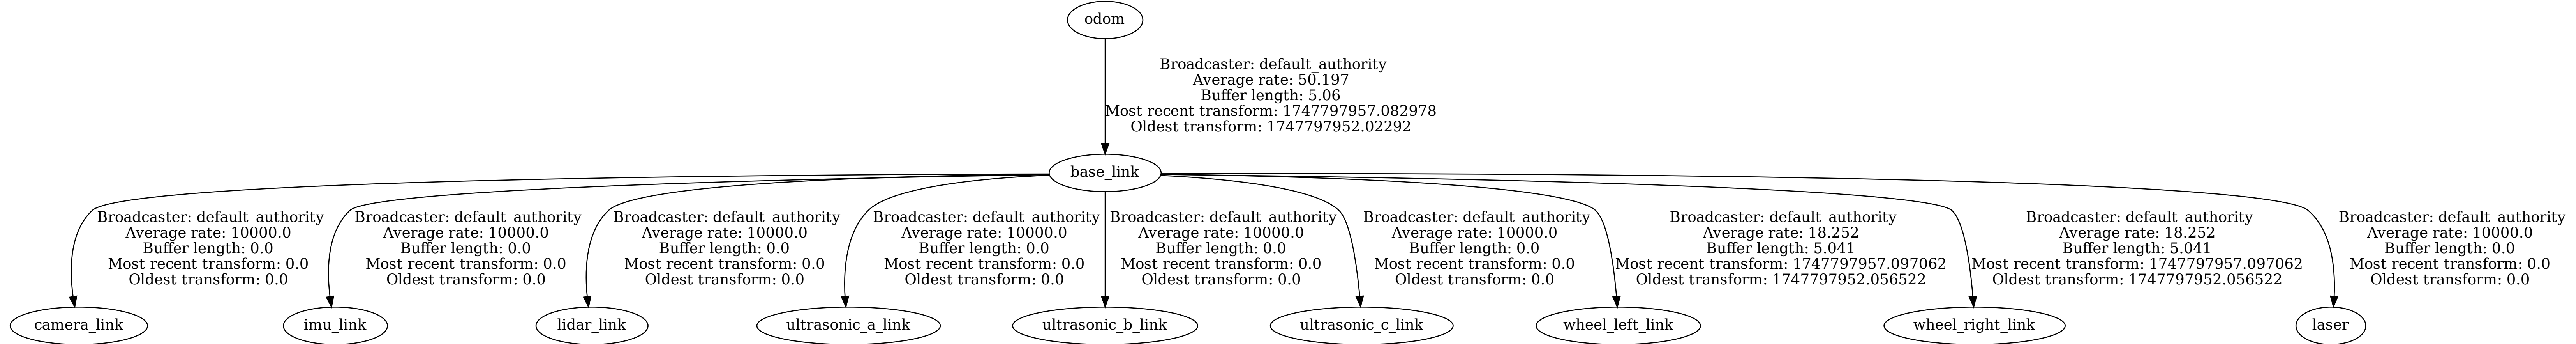 odom
Broadcaster: default_authority
Average rate: 50.197
Buffer length: 5.06
Most recent transform: 1747797957.082978
Oldest transform: 1747797952.02292
base_link
Broadcaster: default_authority
Average rate: 10000.0
Buffer length: 0.0
Most recent transform: 0.0
Oldest transform: 0.0
Broadcaster: default_authority
Average rate: 10000.0
Buffer length: 0.0
Most recent transform: 0.0
Oldest transform: 0.0
Broadcaster: default_authority
Average rate: 10000.0
Buffer length: 0.0
Most recent transform: 0.0
Oldest transform: 0.0
Broadcaster: default_authority
Average rate: 10000.0
Buffer length: 0.0
Most recent transform: 0.0
Oldest transform: 0.0
Broadcaster: default_authority
Average rate: 10000.0
Buffer length: 0.0
Most recent transform: 0.0
Oldest transform: 0.0
Broadcaster: default_authority
Average rate: 10000.0
Buffer length: 0.0
Most recent transform: 0.0
Oldest transform: 0.0
Broadcaster: default_authority
Average rate: 18.252
Buffer length: 5.041
Most recent transform: 1747797957.097062
Oldest transform: 1747797952.056522
Broadcaster: default_authority
Average rate: 18.252
Buffer length: 5.041
Most recent transform: 1747797957.097062
Oldest transform: 1747797952.056522
Broadcaster: default_authority
Average rate: 10000.0
Buffer length: 0.0
Most recent transform: 0.0
Oldest transform: 0.0
camera_link
imu_link
lidar_link
ultrasonic_a_link
ultrasonic_b_link
ultrasonic_c_link
wheel_left_link
wheel_right_link
laser